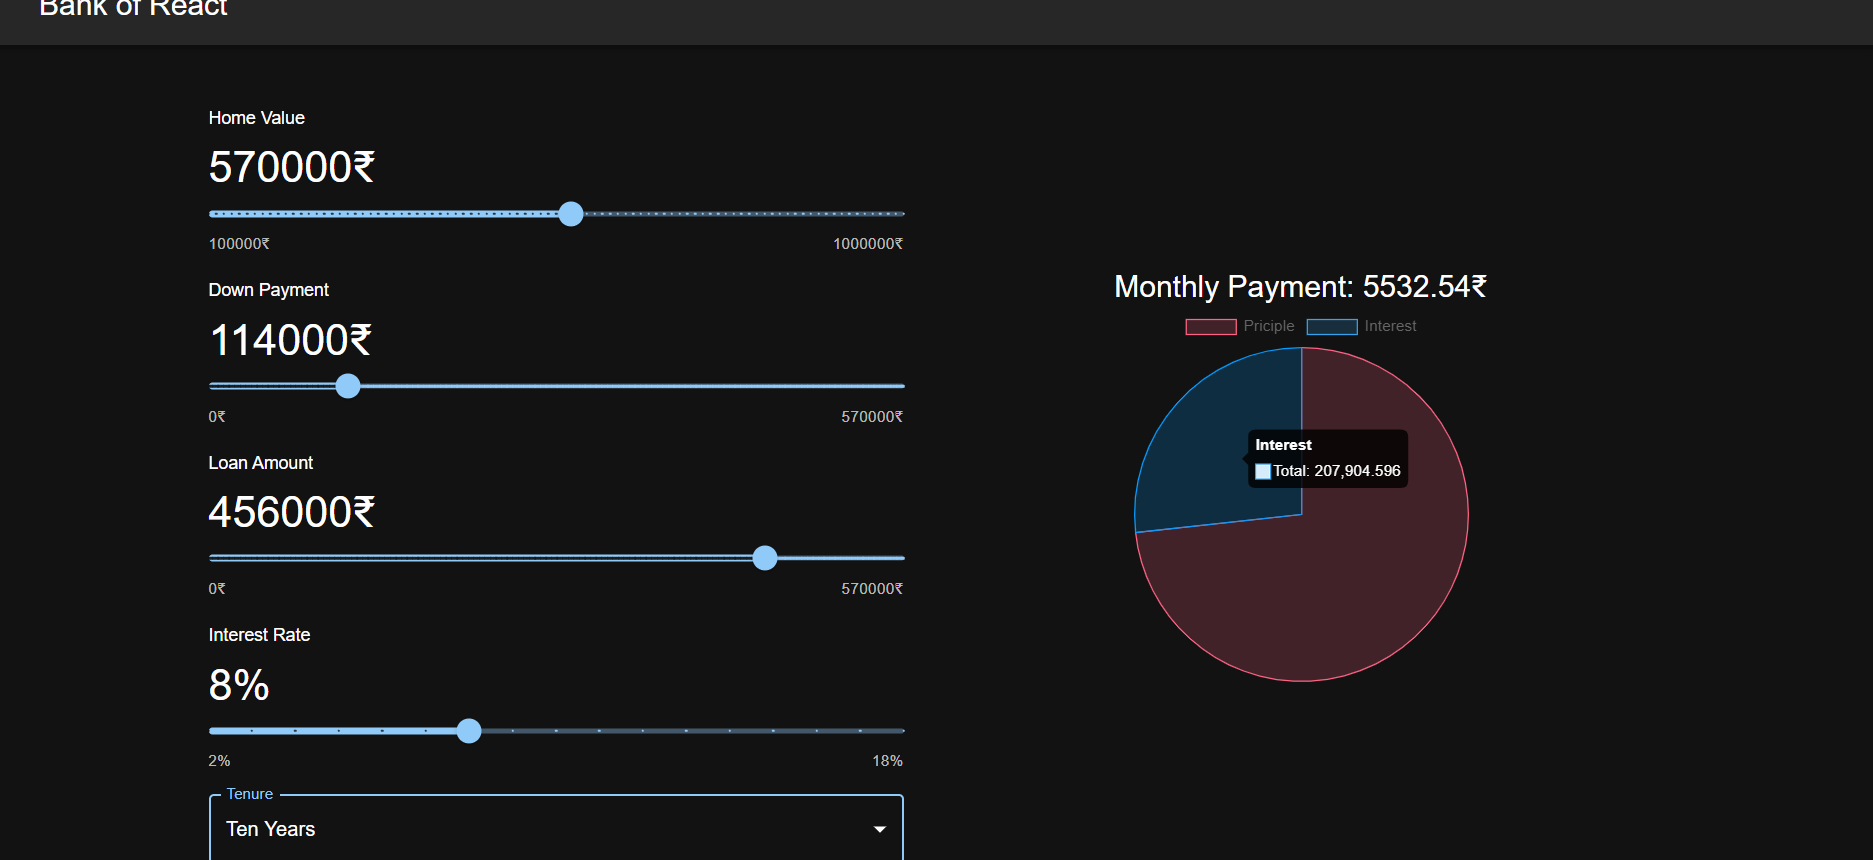 Bank of React
Home Value
570000₹
100000₹ 1000000₹
Down Payment
114000₹
0₹ 570000₹
Loan Amount
456000₹
0₹ 570000₹
Interest Rate
8%
2% 18%
Tenure
Ten Years
Monthly Payment: 5532.54₹
Priciple Interest
Interest
Total: 207,904.596